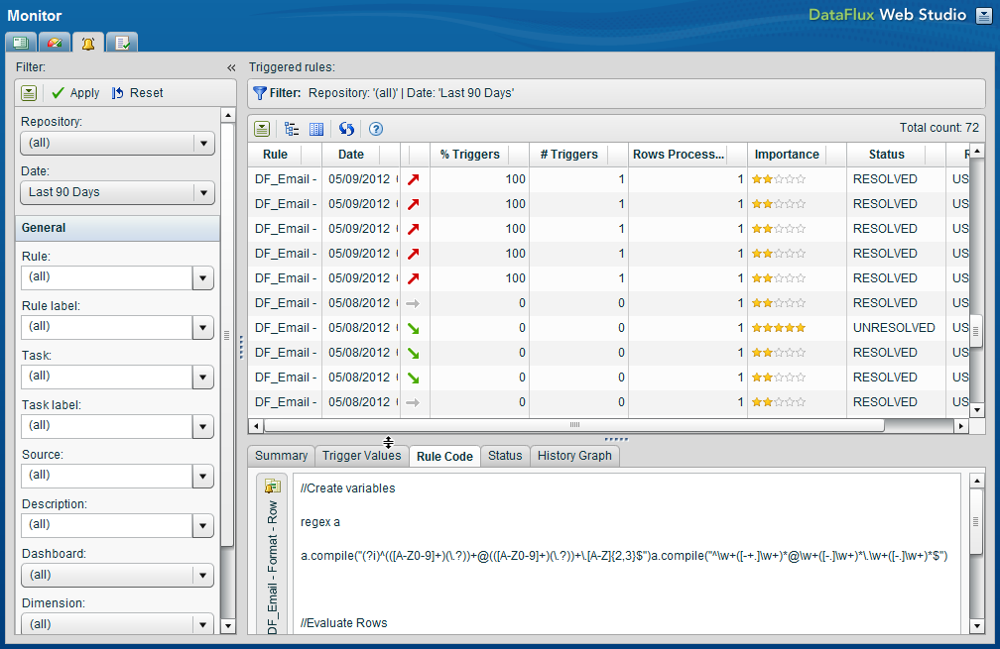 Monitor
DataFlux Web Studio
Filter:
«
Apply
Reset
Repository:
(all)
Date:
Last 90 Days
General
Rule:
(all)
Rule label:
(all)
Task:
(all)
Task label:
(all)
Source:
(all)
Description:
(all)
Dashboard:
(all)
Dimension:
(all)
Triggered rules:
Filter: Repository: '(all)' | Date: 'Last 90 Days'
Total count: 72
Rule Date % Triggers # Triggers Rows Process... Importance Status
DF_Email - 05/09/2012 100 1 1 RESOLVED US
DF_Email - 05/09/2012 100 1 1 RESOLVED US
DF_Email - 05/09/2012 100 1 1 RESOLVED US
DF_Email - 05/09/2012 100 1 1 RESOLVED US
DF_Email - 05/09/2012 100 1 1 RESOLVED US
DF_Email - 05/08/2012 0 0 1 RESOLVED US
DF_Email - 05/08/2012 0 0 1 UNRESOLVED US
DF_Email - 05/08/2012 0 0 1 RESOLVED US
DF_Email - 05/08/2012 0 0 1 RESOLVED US
DF_Email - 05/08/2012 0 0 1 RESOLVED US
Summary Trigger Values Rule Code Status History Graph
DF_Email - Format - Row
//Create variables
regex a
a.compile("(?i)^(([A-Z0-9]+)(\.?))+@(([A-Z0-9]+)(\.?))+\.[A-Z]{2,3}$")a.compile("^\w+([-+.]\w+)*@\w+([-.]\w+)*\.\w+([-.]\w+)*$")
//Evaluate Rows